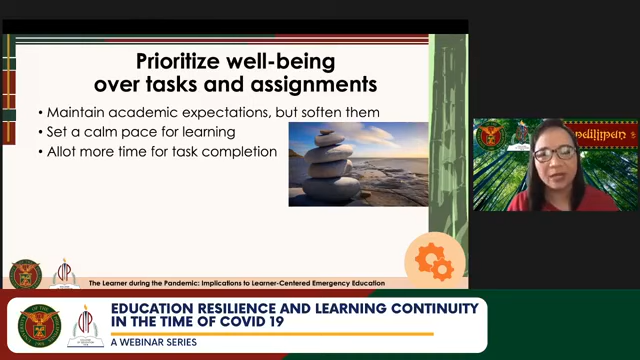 Prioritize well-being
over tasks and assignments
• Maintain academic expectations, but soften them
• Set a calm pace for learning
• Allot more time for task completion
The Learner during the Pandemic: Implications to Learner-Centered Emergency Education
EDUCATION RESILIENCE AND LEARNING CONTINUITY
IN THE TIME OF COVID 19
A WEBINAR SERIES